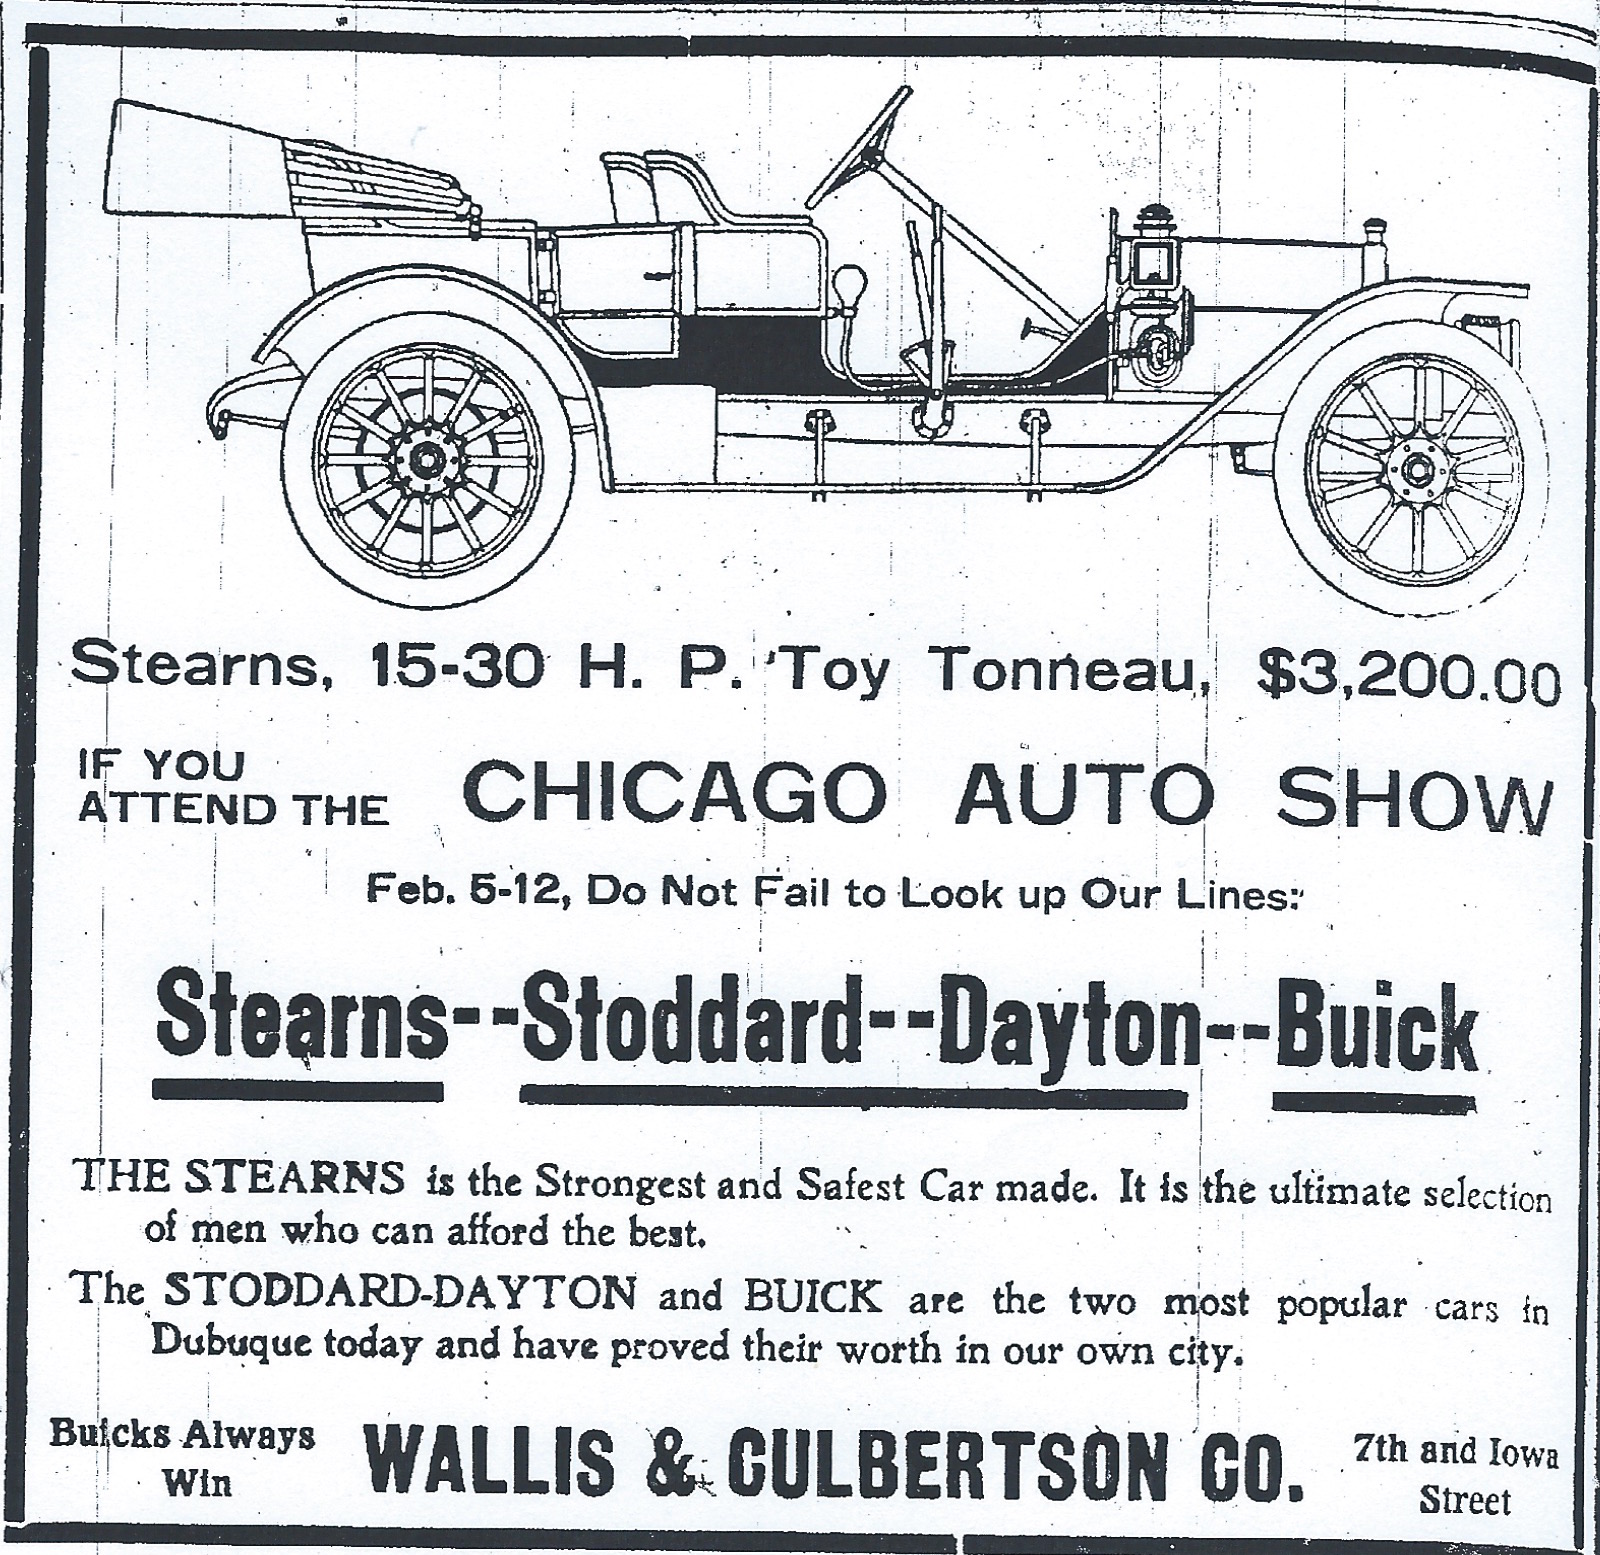 Stearns, 15-30 H. P. Toy Tonneau, $3,200.00
IF YOU
ATTEND THE CHICAGO AUTO SHOW
Feb. 5-12, Do Not Fail to Look up Our Lines:
Stearns--Stoddard--Dayton--Buick
THE STEARNS is the Strongest and Safest Car made. It is the ultimate selection
of men who can afford the best.
The STODDARD-DAYTON and BUICK are the two most popular cars in
Dubuque today and have proved their worth in our own city.
Buicks Always
Win
WALLIS & CULBERTSON CO.
7th and Iowa
Street